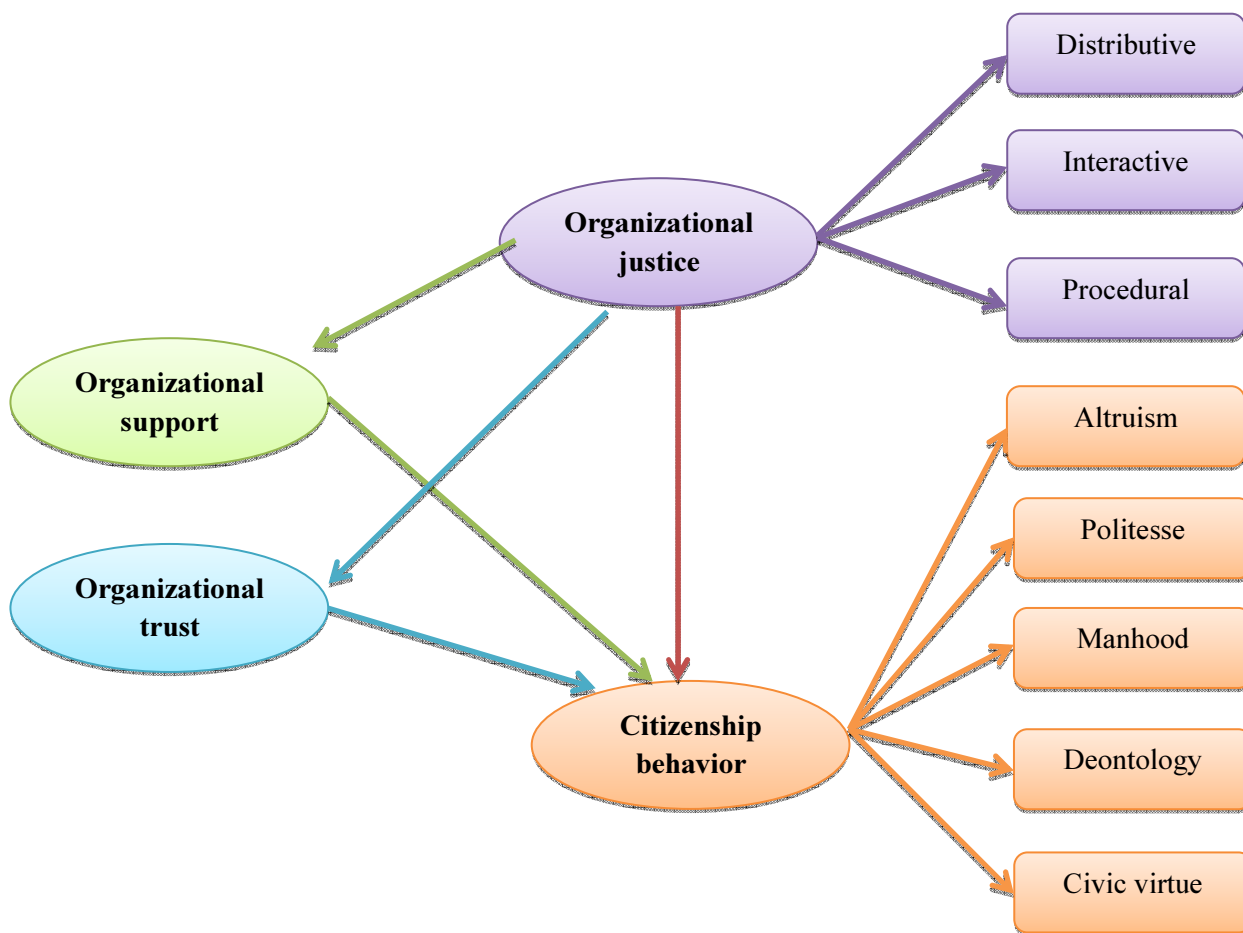 Distributive
Interactive
Organizational
justice
Procedural
Organizational
support
Altruism
Politesse
Organizational
trust
Manhood
Citizenship
behavior
Deontology
Civic virtue